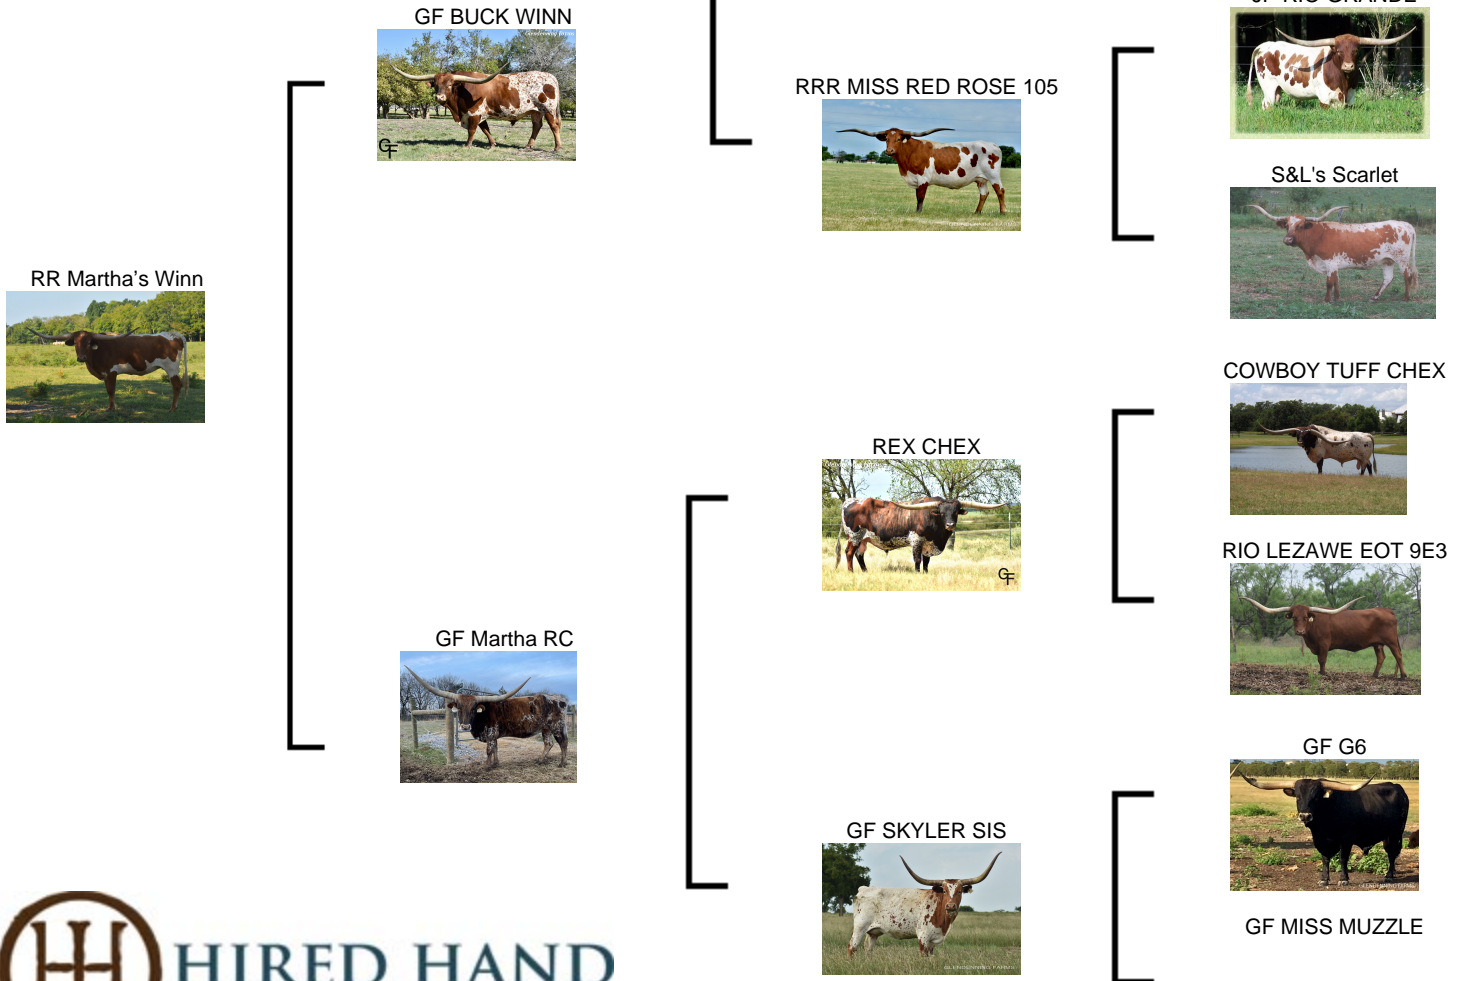 GF BUCK WINN
RRR MISS RED ROSE 105
S&L's Scarlet
RR Martha's Winn
COWBOY TUFF CHEX
REX CHEX
RIO LEZAWE EOT 9E3
GF Martha RC
GF G6
GF SKYLER SIS
GF MISS MUZZLE
HIRED HAND